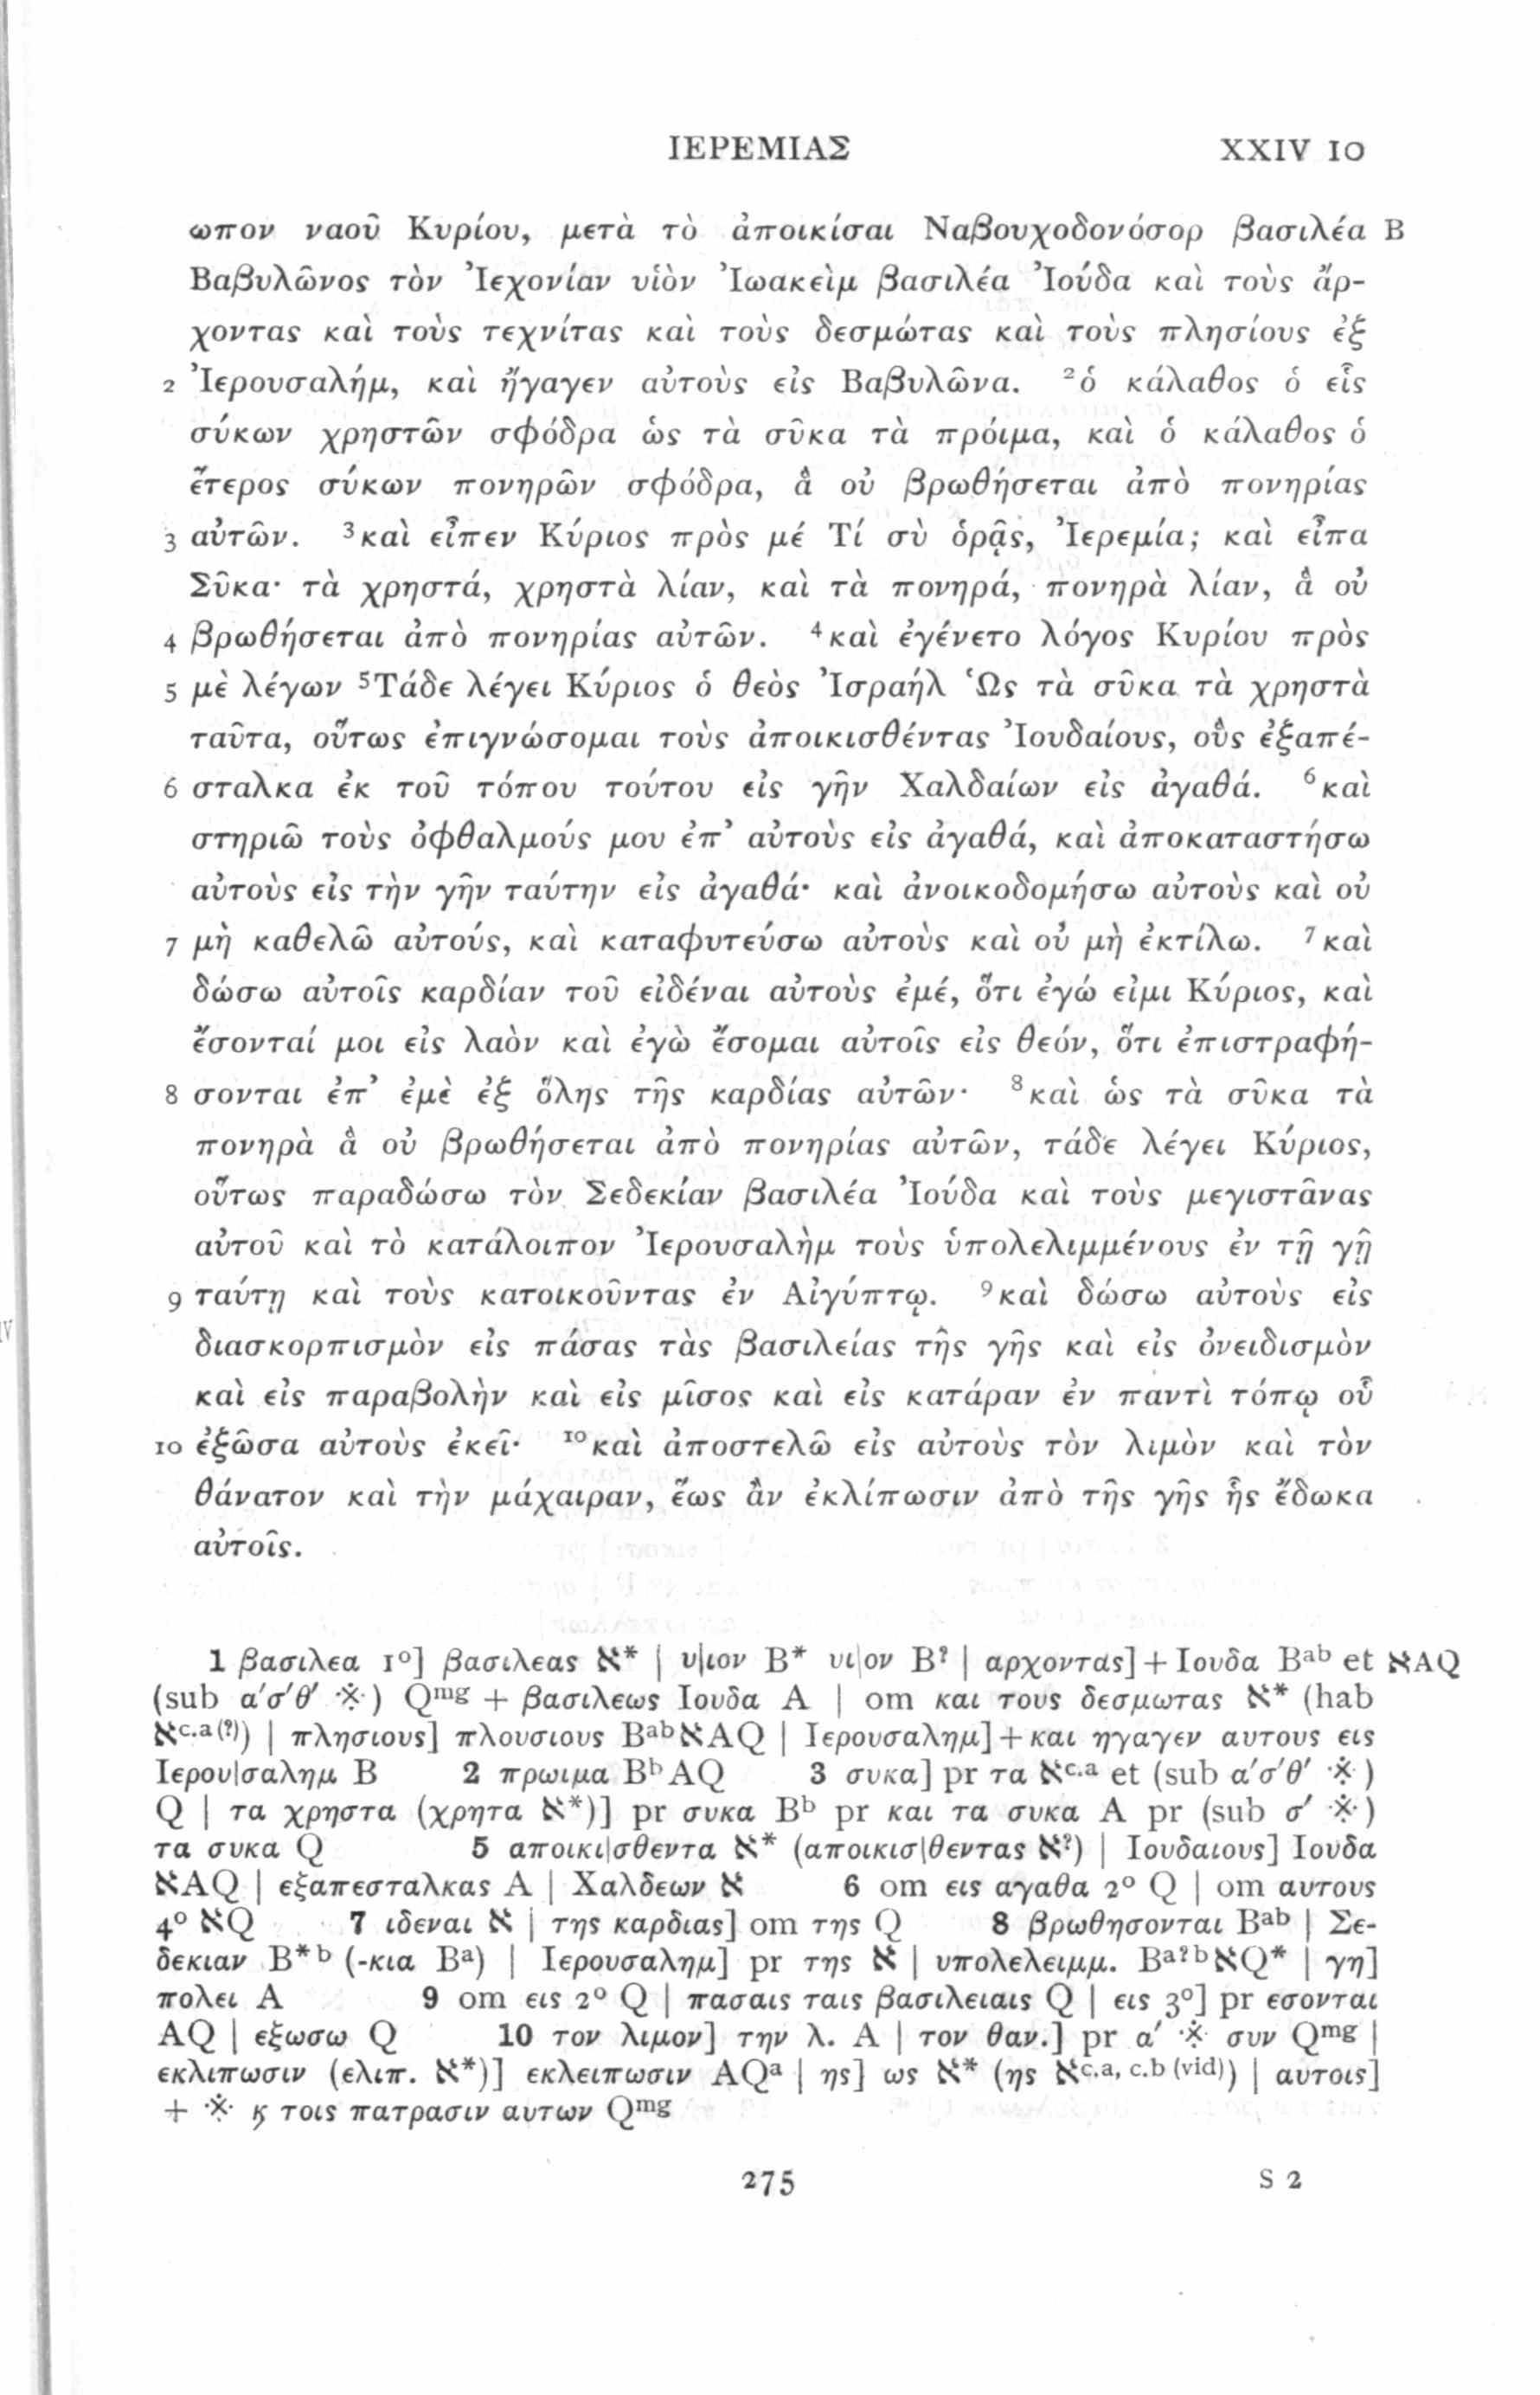 ΙΕΡΕΜΙΑΣ XXIV 10
ωπον ναοῦ Κυρίου, μετὰ τὸ ἀποικίσαι Ναβουχοδονόσορ βασιλέα B
Βαβυλῶνος τὸν Ἰεχονίαν υἱὸν Ἰωακεὶμ βασιλέα Ἰούδα καὶ τοὺς ἄρ-
χοντας καὶ τοὺς τεχνίτας καὶ τοὺς δεσμώτας καὶ τοὺς πλησίους ἐξ
2 Ἰερουσαλήμ, καὶ ἤγαγεν αὐτοὺς εἰς Βαβυλῶνα. ²ὁ κάλαθος ὁ εἷς
σύκων χρηστῶν σφόδρα ὡς τὰ σῦκα τὰ πρόιμα, καὶ ὁ κάλαθος ὁ
ἕτερος σύκων πονηρῶν σφόδρα, ἃ οὐ βρωθήσεται ἀπὸ πονηρίας
3 αὐτῶν. ³καὶ εἶπεν Κύριος πρὸς μέ Τί σὺ ὁρᾷς, Ἰερεμία; καὶ εἶπα
Σῦκα· τὰ χρηστά, χρηστὰ λίαν, καὶ τὰ πονηρά, πονηρὰ λίαν, ἃ οὐ
4 βρωθήσεται ἀπὸ πονηρίας αὐτῶν. ⁴καὶ ἐγένετο λόγος Κυρίου πρὸς
5 μὲ λέγων ⁵Τάδε λέγει Κύριος ὁ θεὸς Ἰσραήλ Ὡς τὰ σῦκα τὰ χρηστὰ
ταῦτα, οὕτως ἐπιγνώσομαι τοὺς ἀποικισθέντας Ἰουδαίους, οὓς ἐξαπέ-
6 σταλκα ἐκ τοῦ τόπου τούτου εἰς γῆν Χαλδαίων εἰς ἀγαθά. ⁶καὶ
στηριῶ τοὺς ὀφθαλμούς μου ἐπ᾽ αὐτοὺς εἰς ἀγαθά, καὶ ἀποκαταστήσω
αὐτοὺς εἰς τὴν γῆν ταύτην εἰς ἀγαθά· καὶ ἀνοικοδομήσω αὐτοὺς καὶ οὐ
7 μὴ καθελῶ αὐτούς, καὶ καταφυτεύσω αὐτοὺς καὶ οὐ μὴ ἐκτίλω. ⁷καὶ
δώσω αὐτοῖς καρδίαν τοῦ εἰδέναι αὐτοὺς ἐμέ, ὅτι ἐγώ εἰμι Κύριος, καὶ
ἔσονταί μοι εἰς λαὸν καὶ ἐγὼ ἔσομαι αὐτοῖς εἰς θεόν, ὅτι ἐπιστραφή-
8 σονται ἐπ᾽ ἐμὲ ἐξ ὅλης τῆς καρδίας αὐτῶν· ⁸καὶ ὡς τὰ σῦκα τὰ
πονηρὰ ἃ οὐ βρωθήσεται ἀπὸ πονηρίας αὐτῶν, τάδε λέγει Κύριος,
οὕτως παραδώσω τὸν Σεδεκίαν βασιλέα Ἰούδα καὶ τοὺς μεγιστᾶνας
αὐτοῦ καὶ τὸ κατάλοιπον Ἰερουσαλὴμ τοὺς ὑπολελιμμένους ἐν τῇ γῇ
9 ταύτῃ καὶ τοὺς κατοικοῦντας ἐν Αἰγύπτῳ. ⁹καὶ δώσω αὐτοὺς εἰς
διασκορπισμὸν εἰς πάσας τὰς βασιλείας τῆς γῆς καὶ εἰς ὀνειδισμὸν
καὶ εἰς παραβολὴν καὶ εἰς μῖσος καὶ εἰς κατάραν ἐν παντὶ τόπῳ οὗ
10 ἐξῶσα αὐτοὺς ἐκεῖ· ¹⁰καὶ ἀποστελῶ εἰς αὐτοὺς τὸν λιμὸν καὶ τὸν
θάνατον καὶ τὴν μάχαιραν, ἕως ἂν ἐκλίπωσιν ἀπὸ τῆς γῆς ἧς ἔδωκα
αὐτοῖς.
1 βασιλεα 1°] βασιλεας ℵ* | υ|ιον B* υι|ον B? | αρχοντας] + Ιουδα Bab et ℵAQ
(sub α′σ′θ′ ※) Qmg + βασιλεως Ιουδα A | om και τους δεσμωτας ℵ* (hab
ℵc.a (?)) | πλησιους] πλουσιους BabℵAQ | Ιερουσαλημ] + και ηγαγεν αυτους εις
Ιερου|σαλημ B 2 πρωιμα BbAQ 3 συκα] pr τα ℵc.a et (sub α′σ′θ′ ※)
Q | τα χρηστα (χρητα ℵ*)] pr συκα Bb pr και τα συκα A pr (sub σ′ ※)
τα συκα Q 5 αποικι|σθεντα ℵ* (αποικισ|θεντας ℵ?) | Ιουδαιους] Ιουδα
ℵAQ | εξαπεσταλκας A | Χαλδεων ℵ 6 om εις αγαθα 2° Q | om αυτους
4° ℵQ 7 ιδεναι ℵ | της καρδιας] om της Q 8 βρωθησονται Bab | Σε-
δεκιαν B*b (-κια Ba) | Ιερουσαλημ] pr της ℵ | υπολελειμμ. Ba?bℵQ* | γη]
πολει A 9 om εις 2° Q | πασαις ταις βασιλειαις Q | εις 3°] pr εσονται
AQ | εξωσω Q 10 τον λιμον] την λ. A | τον θαν.] pr α′ ※ συν Qmg |
εκλιπωσιν (ελιπ. ℵ*)] εκλειπωσιν AQa | ης] ως ℵ* (ης ℵc.a, c.b (vid)) | αυτοις]
+ ※ ϗ τοις πατρασιν αυτων Qmg
275 S 2